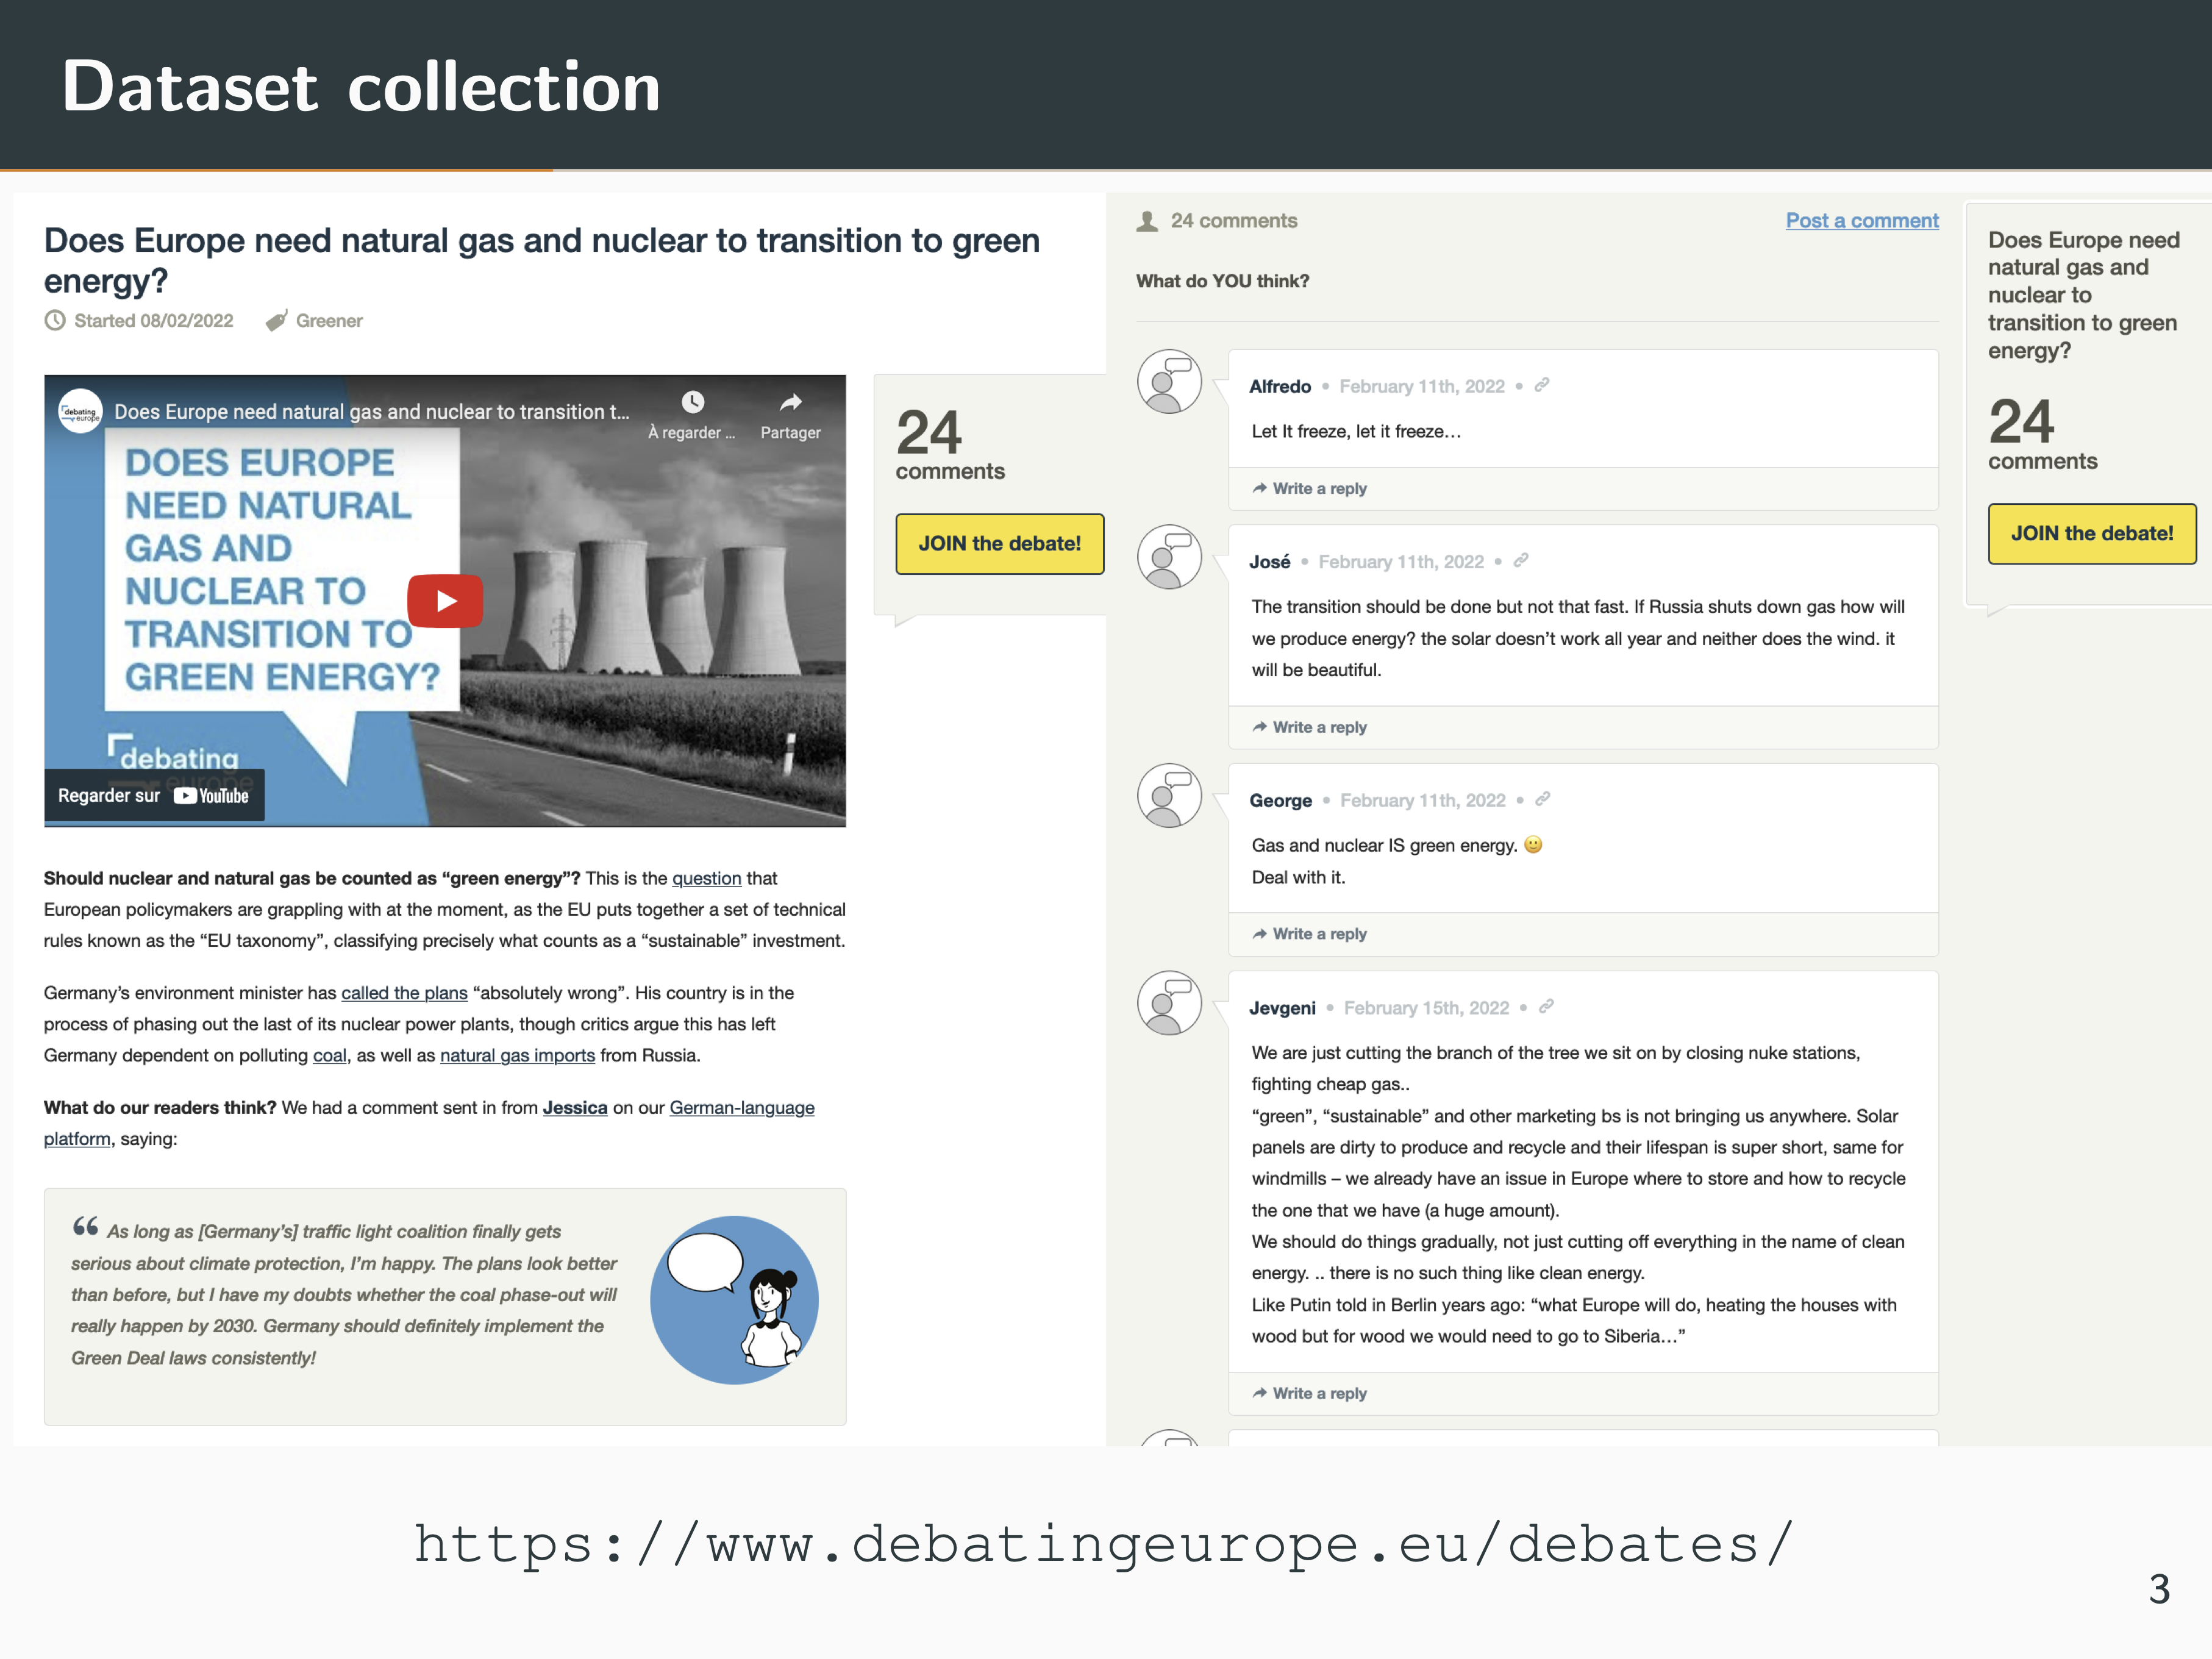 Dataset collection
Does Europe need natural gas and nuclear to transition to green
energy?
Started 08/02/2022 Greener
debating
europe
Does Europe need natural gas and nuclear to transition t...
À regarder ...
Partager
DOES EUROPE
NEED NATURAL
GAS AND
NUCLEAR TO
TRANSITION TO
GREEN ENERGY?
debating
europe
Regarder sur YouTube
24
comments
JOIN the debate!
Should nuclear and natural gas be counted as “green energy”? This is the question that
European policymakers are grappling with at the moment, as the EU puts together a set of technical
rules known as the “EU taxonomy”, classifying precisely what counts as a “sustainable” investment.
Germany’s environment minister has called the plans “absolutely wrong”. His country is in the
process of phasing out the last of its nuclear power plants, though critics argue this has left
Germany dependent on polluting coal, as well as natural gas imports from Russia.
What do our readers think? We had a comment sent in from Jessica on our German-language
platform, saying:
“ As long as [Germany’s] traffic light coalition finally gets
serious about climate protection, I’m happy. The plans look better
than before, but I have my doubts whether the coal phase-out will
really happen by 2030. Germany should definitely implement the
Green Deal laws consistently!
24 comments
Post a comment
What do YOU think?
Alfredo • February 11th, 2022 •
Let It freeze, let it freeze…
Write a reply
José • February 11th, 2022 •
The transition should be done but not that fast. If Russia shuts down gas how will
we produce energy? the solar doesn’t work all year and neither does the wind. it
will be beautiful.
Write a reply
George • February 11th, 2022 •
Gas and nuclear IS green energy. 🙂
Deal with it.
Write a reply
Jevgeni • February 15th, 2022 •
We are just cutting the branch of the tree we sit on by closing nuke stations,
fighting cheap gas..
“green”, “sustainable” and other marketing bs is not bringing us anywhere. Solar
panels are dirty to produce and recycle and their lifespan is super short, same for
windmills – we already have an issue in Europe where to store and how to recycle
the one that we have (a huge amount).
We should do things gradually, not just cutting off everything in the name of clean
energy. .. there is no such thing like clean energy.
Like Putin told in Berlin years ago: “what Europe will do, heating the houses with
wood but for wood we would need to go to Siberia…”
Write a reply
Does Europe need
natural gas and
nuclear to
transition to green
energy?
24
comments
JOIN the debate!
https://www.debatingeurope.eu/debates/
3